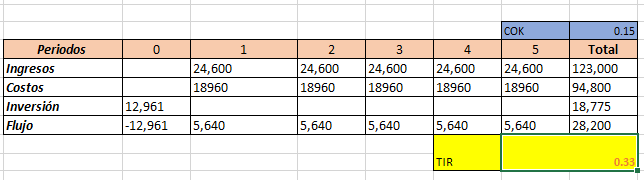 COK 0.15
Periodos 0 1 2 3 4 5 Total
Ingresos 24,600 24,600 24,600 24,600 24,600 123,000
Costos 18960 18960 18960 18960 18960 94,800
Inversión 12,961 18,775
Flujo -12,961 5,640 5,640 5,640 5,640 5,640 28,200
TIR 0.33